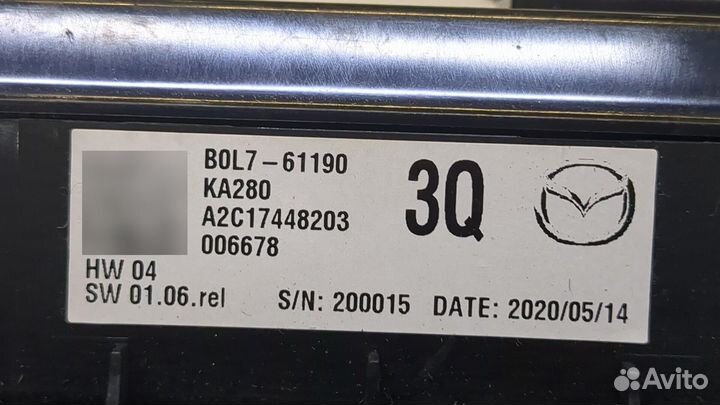 B0L7-61190
KA280
A2C17448203
006678
3Q
HW 04
SW 01.06.rel
S/N: 200015 DATE: 2020/05/14
Avito